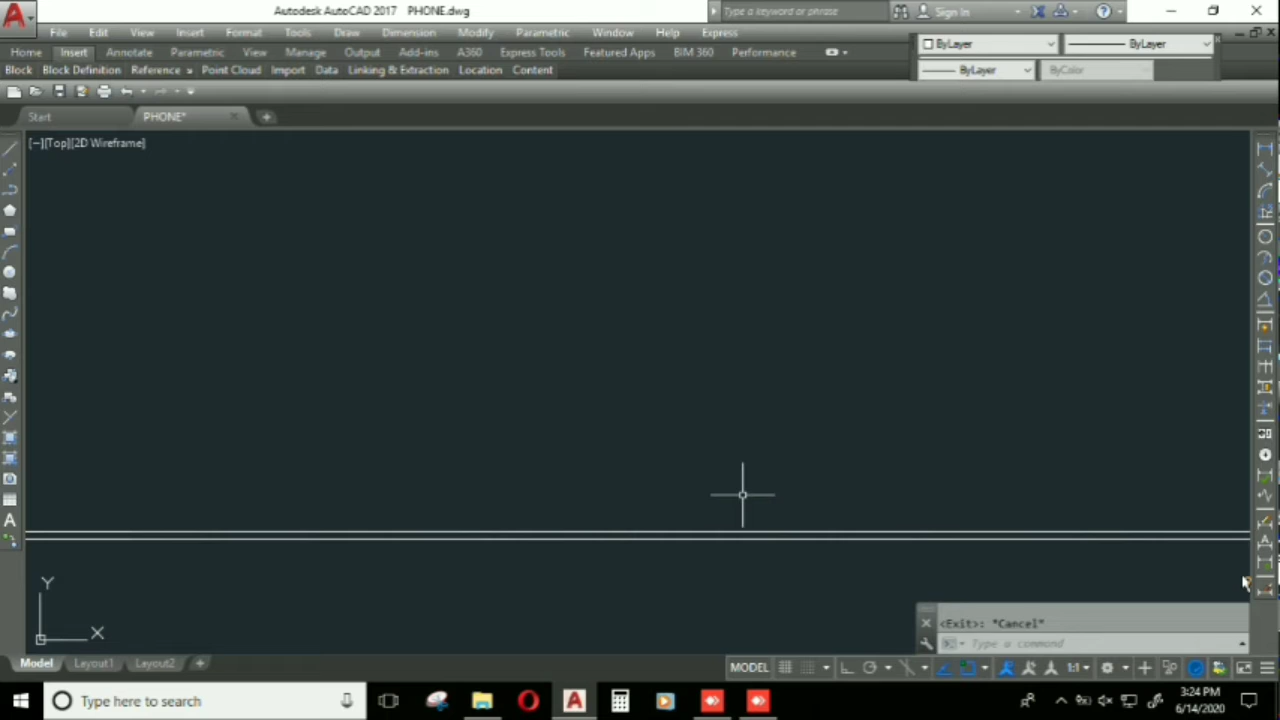 Autodesk AutoCAD 2017 PHONE.dwg
Type a keyword or phrase
Sign In
File Edit View Insert Format Tools Draw Dimension Modify Parametric Window Help Express
Home Insert Annotate Parametric View Manage Output Add-ins A360 Express Tools Featured Apps BIM 360 Performance
ByLayer
ByLayer
Block Block Definition Reference » Point Cloud Import Data Linking & Extraction Location Content
ByLayer
ByColor
Start
PHONE*
[−][Top][2D Wireframe]
Y
X
<Exit>: *Cancel*
Type a command
Model Layout1 Layout2
MODEL
1:1
Type here to search
3:24 PM
6/14/2020